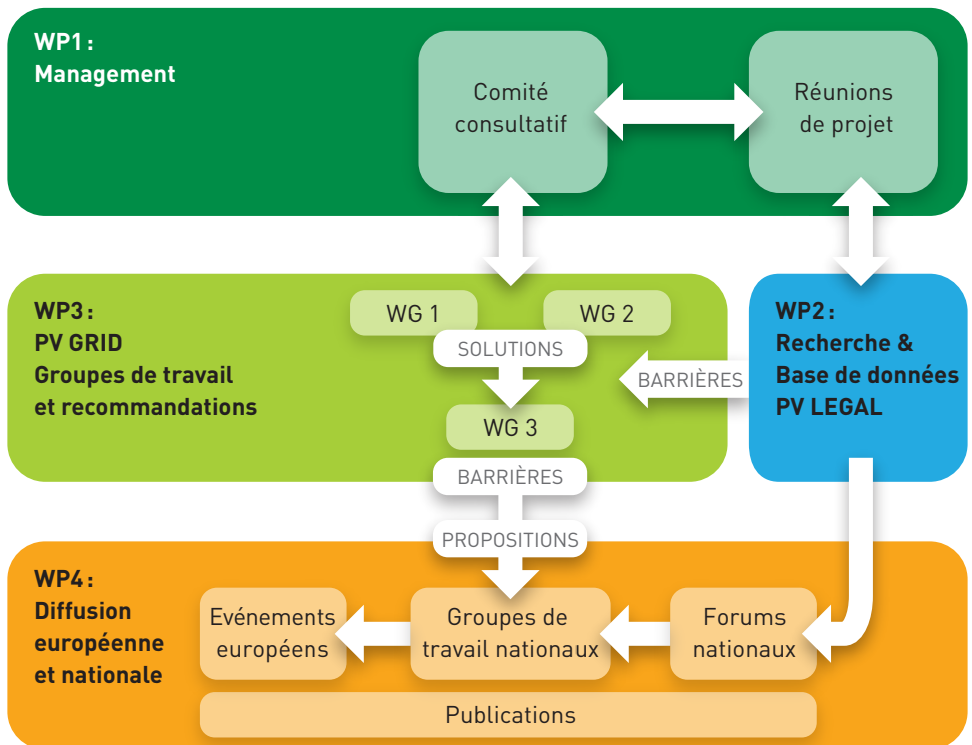 WP1 :
Management
Comité
consultatif
Réunions
de projet
WP3 :
PV GRID
Groupes de travail
et recommandations
WG 1
WG 2
SOLUTIONS
WG 3
BARRIÈRES
BARRIÈRES
WP2 :
Recherche &
Base de données
PV LEGAL
PROPOSITIONS
WP4 :
Diffusion
européenne
et nationale
Evénements
européens
Groupes de
travail nationaux
Forums
nationaux
Publications